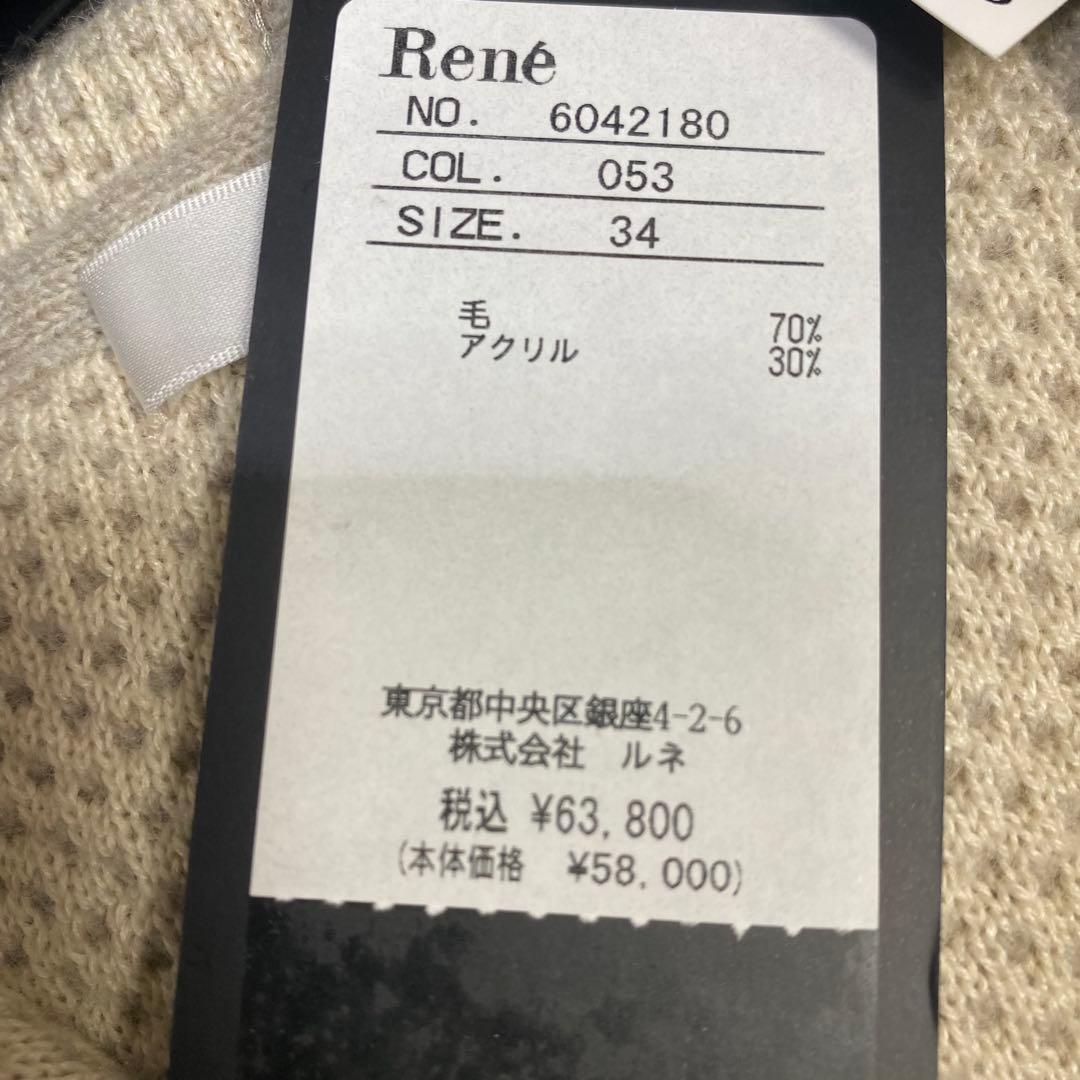 René
NO. 6042180
COL. 053
SIZE. 34
毛 70%
アクリル 30%
東京都中央区銀座4-2-6
株式会社 ルネ
税込 ¥63,800
(本体価格 ¥58,000)